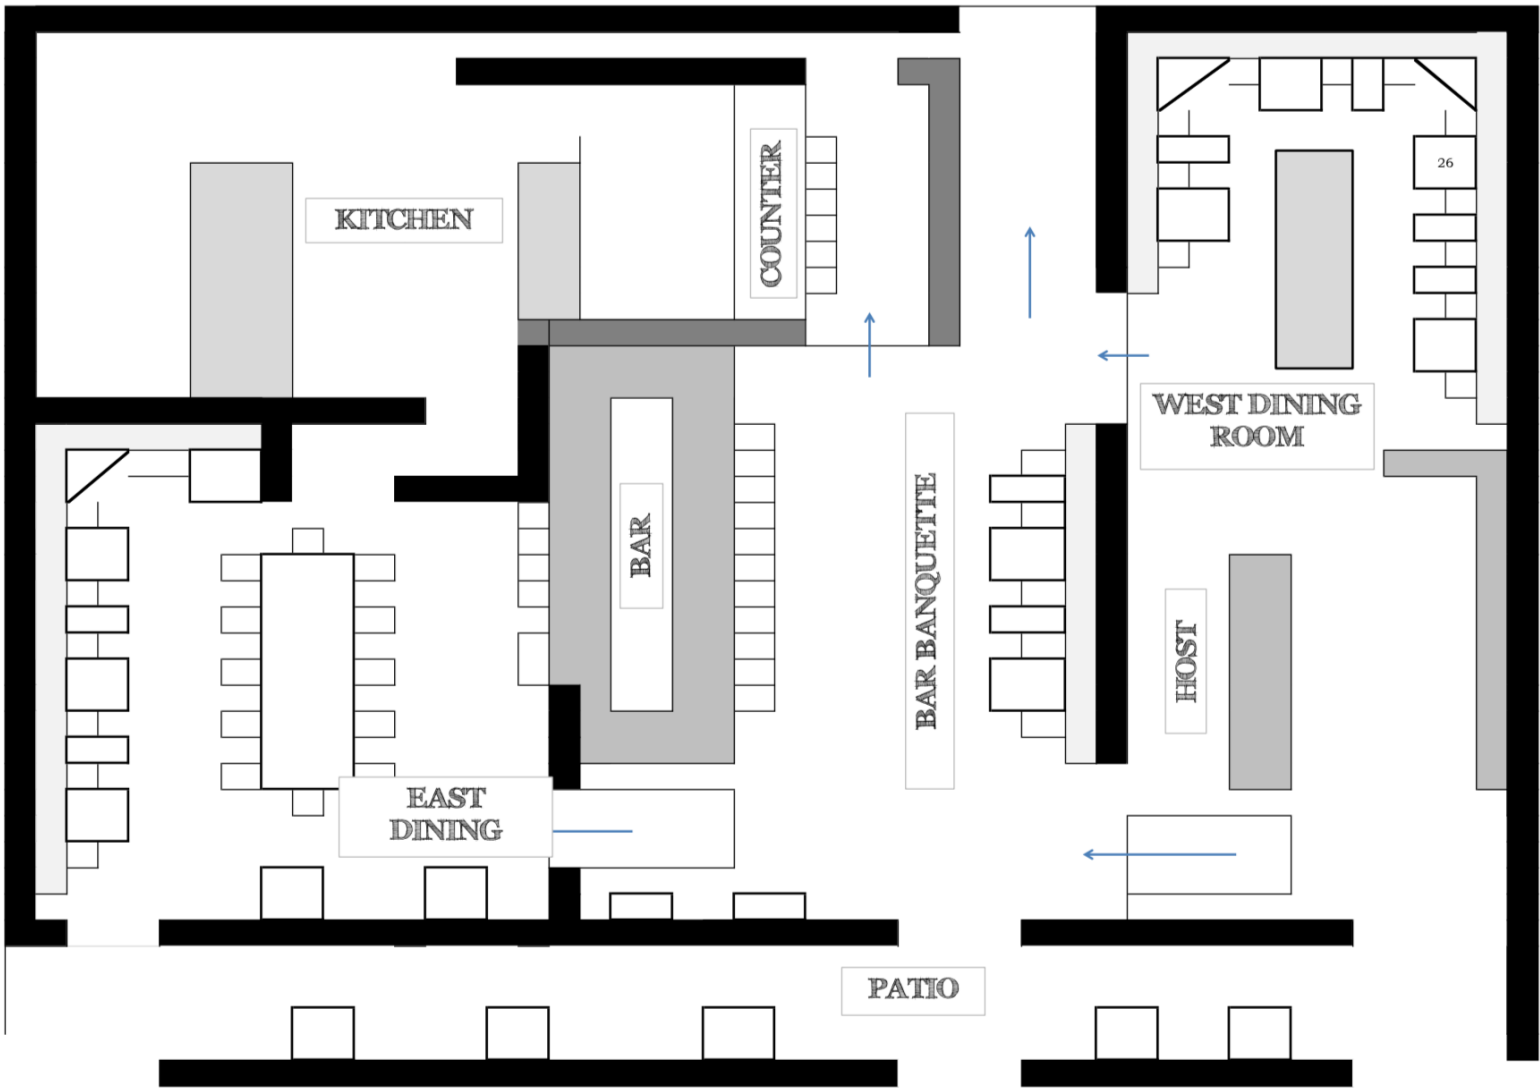 26
COUNTER
KITCHEN
WEST DINING
ROOM
BAR
BAR BANQUETTE
HOST
EAST
DINING
PATIO